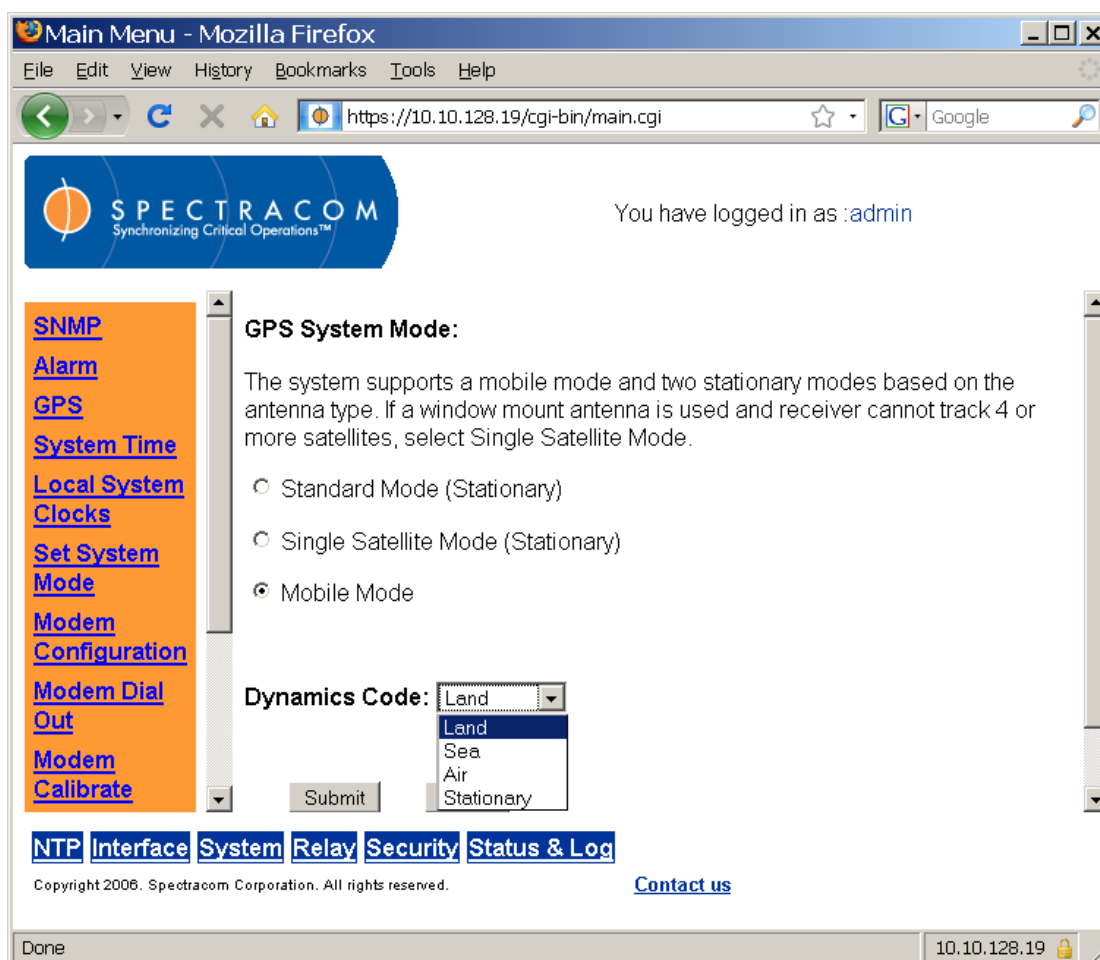 Main Menu - Mozilla Firefox
File Edit View History Bookmarks Tools Help
https://10.10.128.19/cgi-bin/main.cgi
G Google
SPECTRACOM
Synchronizing Critical Operations™
You have logged in as :admin
SNMP
Alarm
GPS
System Time
Local System
Clocks
Set System
Mode
Modem
Configuration
Modem Dial
Out
Modem
Calibrate
GPS System Mode:
The system supports a mobile mode and two stationary modes based on the
antenna type. If a window mount antenna is used and receiver cannot track 4 or
more satellites, select Single Satellite Mode.
Standard Mode (Stationary)
Single Satellite Mode (Stationary)
Mobile Mode
Dynamics Code: Land
Land
Sea
Air
Stationary
Submit
NTP Interface System Relay Security Status & Log
Copyright 2006. Spectracom Corporation. All rights reserved.
Contact us
Done
10.10.128.19